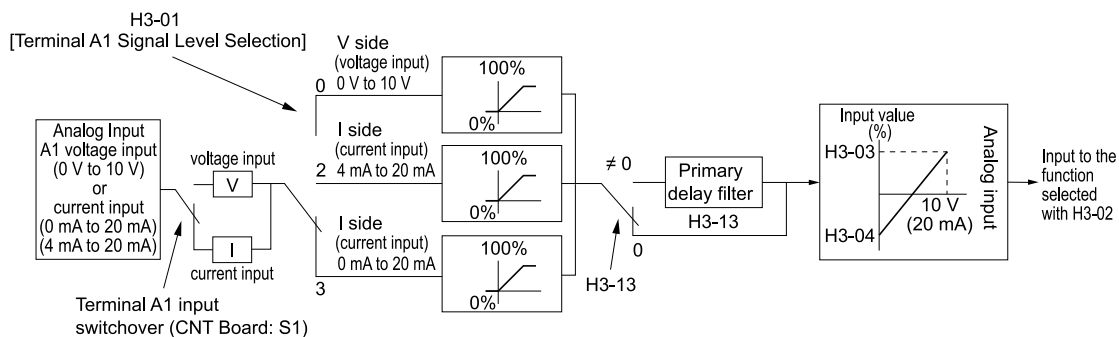 H3-01
[Terminal A1 Signal Level Selection]
Analog Input
A1 voltage input
(0 V to 10 V)
or
current input
(0 mA to 20 mA)
(4 mA to 20 mA)
voltage input
V
I
current input
Terminal A1 input
switchover (CNT Board: S1)
0
2
3
V side
(voltage input)
0 V to 10 V
I side
(current input)
4 mA to 20 mA
I side
(current input)
0 mA to 20 mA
100%
0%
100%
0%
100%
0%
≠ 0
0
H3-13
Primary
delay filter
H3-13
Input value
(%)
H3-03
H3-04
10 V
(20 mA)
Analog input
Input to the
function
selected
with H3-02